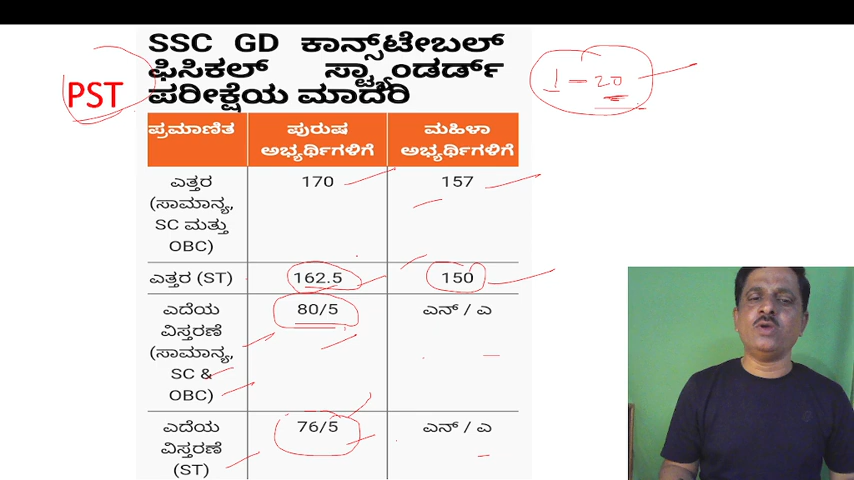 SSC GD ಕಾನ್ಸ್‌ಟೇಬಲ್
ಫಿಸಿಕಲ್ ಸ್ಟ್ಯಾಂಡರ್ಡ್
ಪರೀಕ್ಷೆಯ ಮಾದರಿ
PST
1 - 20
ಪ್ರಮಾಣಿತ
ಪುರುಷ
ಅಭ್ಯರ್ಥಿಗಳಿಗೆ
ಮಹಿಳಾ
ಅಭ್ಯರ್ಥಿಗಳಿಗೆ
ಎತ್ತರ
(ಸಾಮಾನ್ಯ,
SC ಮತ್ತು
OBC)
170
157
ಎತ್ತರ (ST)
162.5
150
ಎದೆಯ
ವಿಸ್ತರಣೆ
(ಸಾಮಾನ್ಯ,
SC &
OBC)
80/5
ಎನ್ / ಎ
ಎದೆಯ
ವಿಸ್ತರಣೆ
(ST)
76/5
ಎನ್ / ಎ